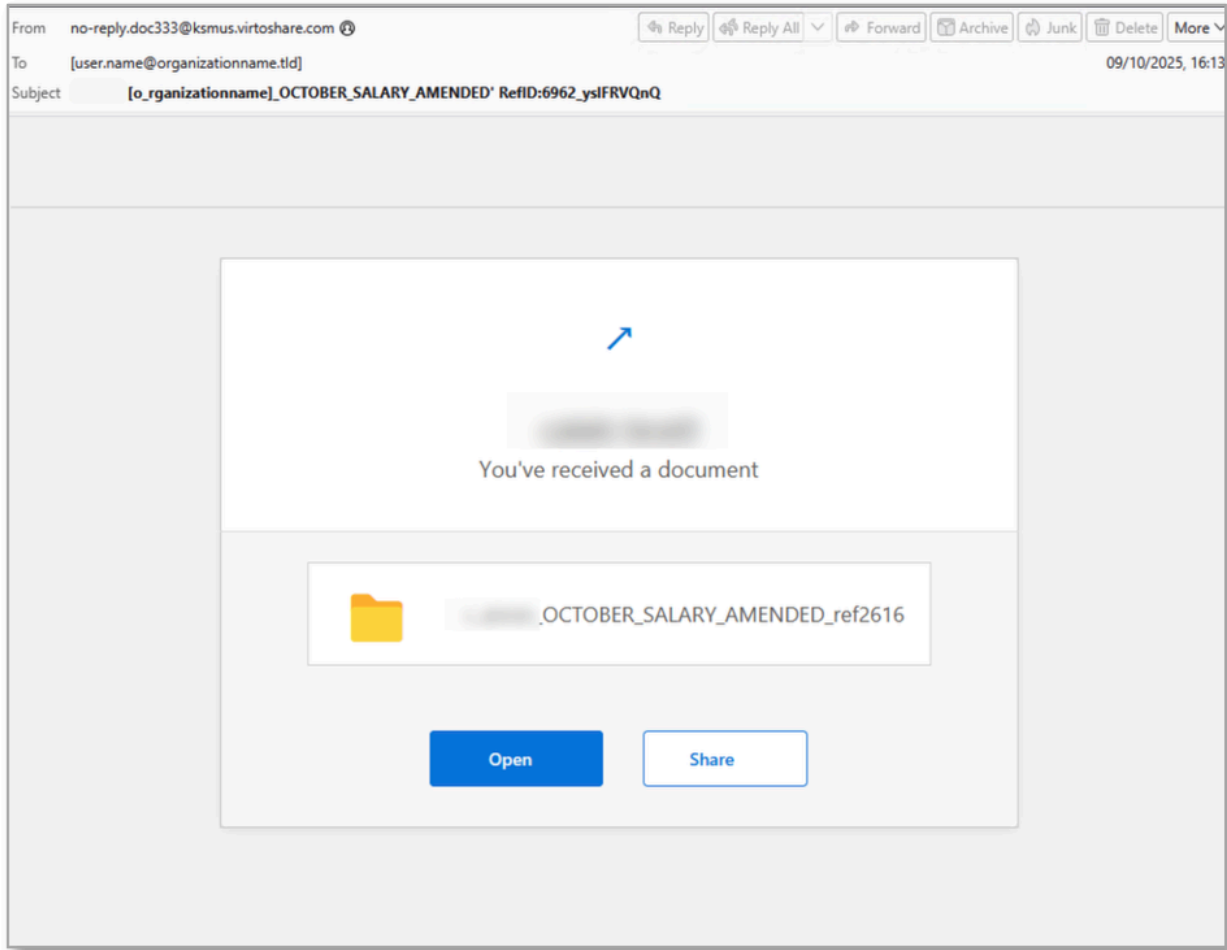 From no-reply.doc333@ksmus.virtoshare.com Reply Reply All Forward Archive Junk Delete More
To [user.name@organizationname.tld] 09/10/2025, 16:13
Subject [o_rganizationname]_OCTOBER_SALARY_AMENDED' RefID:6962_yslFRVQnQ
You've received a document
_OCTOBER_SALARY_AMENDED_ref2616
Open Share